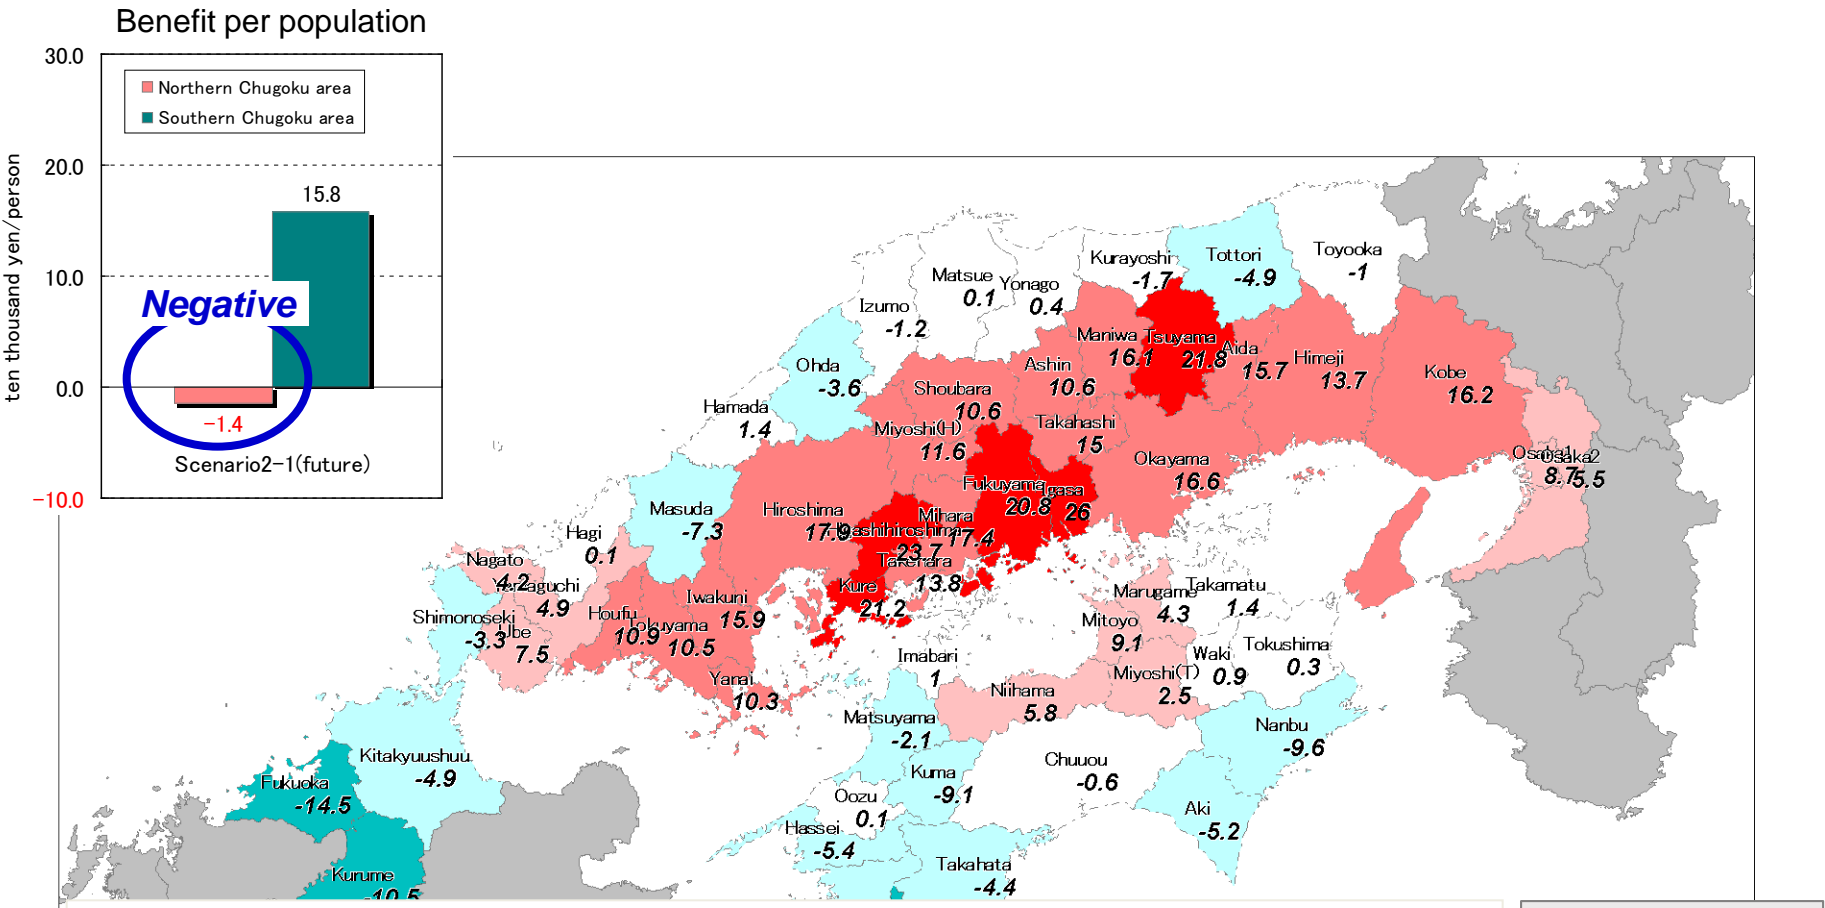 Benefit per population
30.0
20.0
10.0
0.0
-10.0
ten thousand yen/person
Northern Chugoku area
Southern Chugoku area
15.8
Negative
-1.4
Scenario2-1(future)
Toyooka
-1
Tottori
-4.9
Kurayoshi
-1.7
Matsue
0.1
Yonago
0.4
Izumo
-1.2
Maniwa
16.1
Tsuyama
21.8
Aida
15.7
Himeji
13.7
Kobe
16.2
Ohda
-3.6
Ashin
10.6
Shoubara
10.6
Hamada
1.4
Miyoshi(H)
11.6
Takahashi
15
Okayama
16.6
Osaka1
8.7
Osaka2
5.5
Fukuyama
20.8
Igasa
26
Masuda
-7.3
Hiroshima
17.9
Higashihiroshima
23.7
Mihara
17.4
Takehara
13.8
Hagi
0.1
Nagato
4.2
Yamaguchi
4.9
Kure
21.2
Iwakuni
15.9
Houfu
10.9
Tokuyama
10.5
Shimonoseki
-3.3
Ube
7.5
Yanai
10.3
Marugame
4.3
Takamatu
1.4
Mitoyo
9.1
Imabari
1
Waki
0.9
Tokushima
0.3
Miyoshi(T)
2.5
Niihama
5.8
Matsuyama
-2.1
Nanbu
-9.6
Kitakyuushuu
-4.9
Fukuoka
-14.5
Kuma
-9.1
Chuuou
-0.6
Oozu
0.1
Aki
-5.2
Hassei
-5.4
Takahata
-4.4
Kurume
-10.5